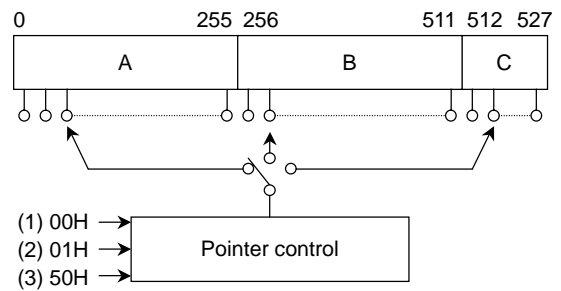 0 255 256 511 512 527
A B C
(1) 00H
(2) 01H Pointer control
(3) 50H